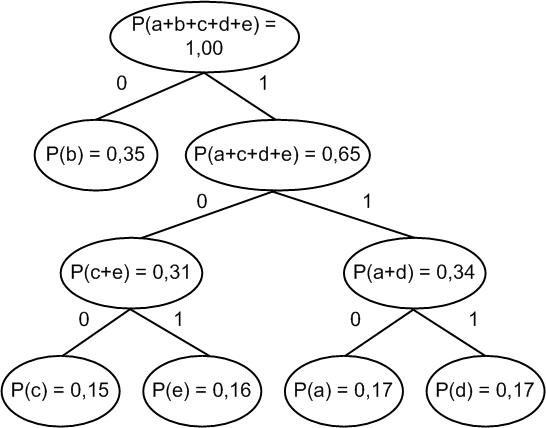 P(a+b+c+d+e) =
1,00
0 1
P(b) = 0,35 P(a+c+d+e) = 0,65
0 1
P(c+e) = 0,31 P(a+d) = 0,34
0 1 0 1
P(c) = 0,15 P(e) = 0,16 P(a) = 0,17 P(d) = 0,17